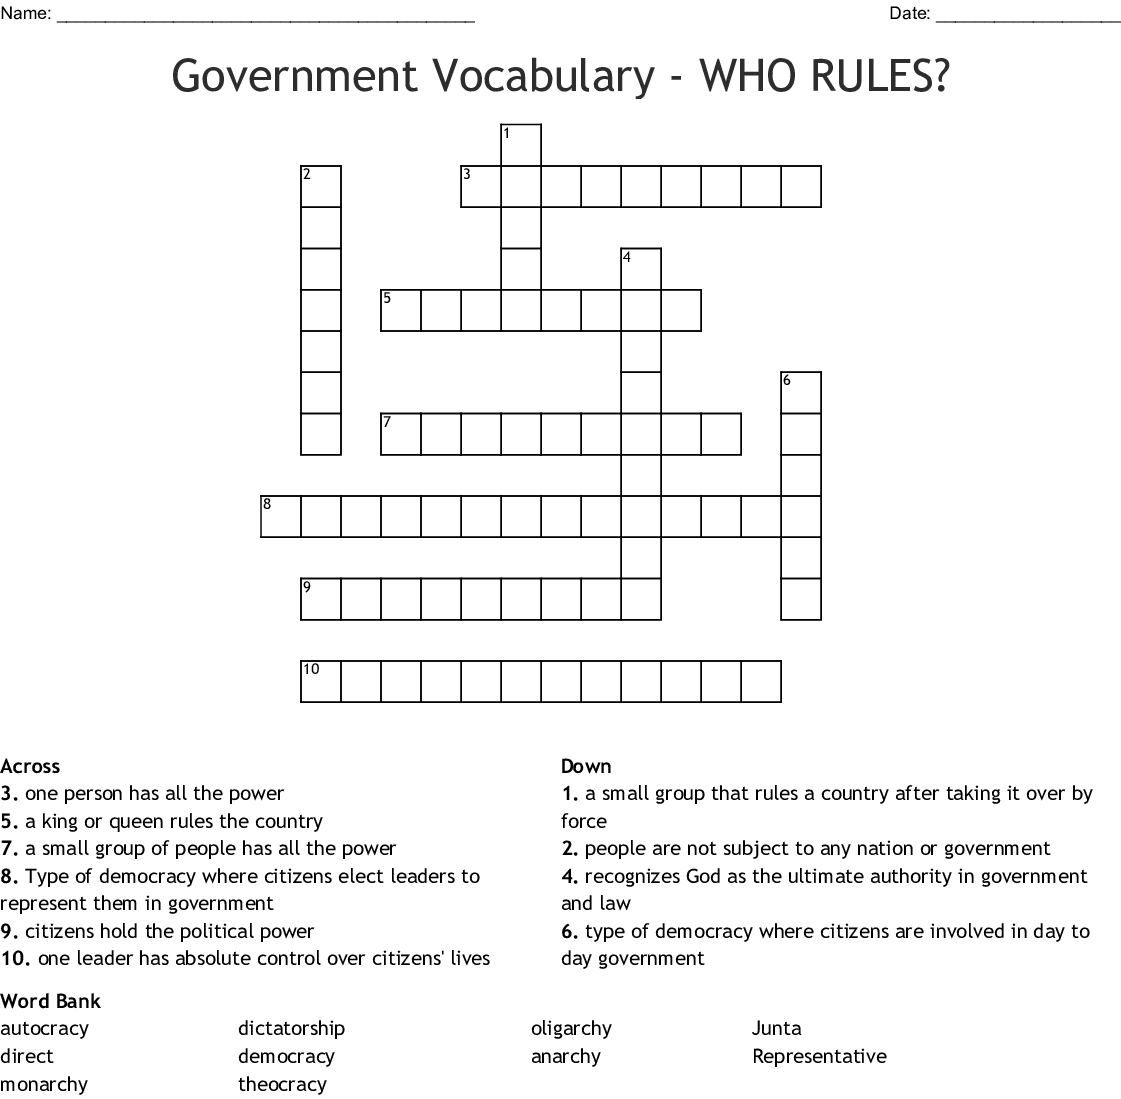 Name: ______________________________________________ Date: ____________________
Government Vocabulary - WHO RULES?
1
2
3
4
5
6
7
8
9
10
Across
3. one person has all the power
5. a king or queen rules the country
7. a small group of people has all the power
8. Type of democracy where citizens elect leaders to
represent them in government
9. citizens hold the political power
10. one leader has absolute control over citizens' lives
Down
1. a small group that rules a country after taking it over by
force
2. people are not subject to any nation or government
4. recognizes God as the ultimate authority in government
and law
6. type of democracy where citizens are involved in day to
day government
Word Bank
autocracy dictatorship oligarchy Junta
direct democracy anarchy Representative
monarchy theocracy